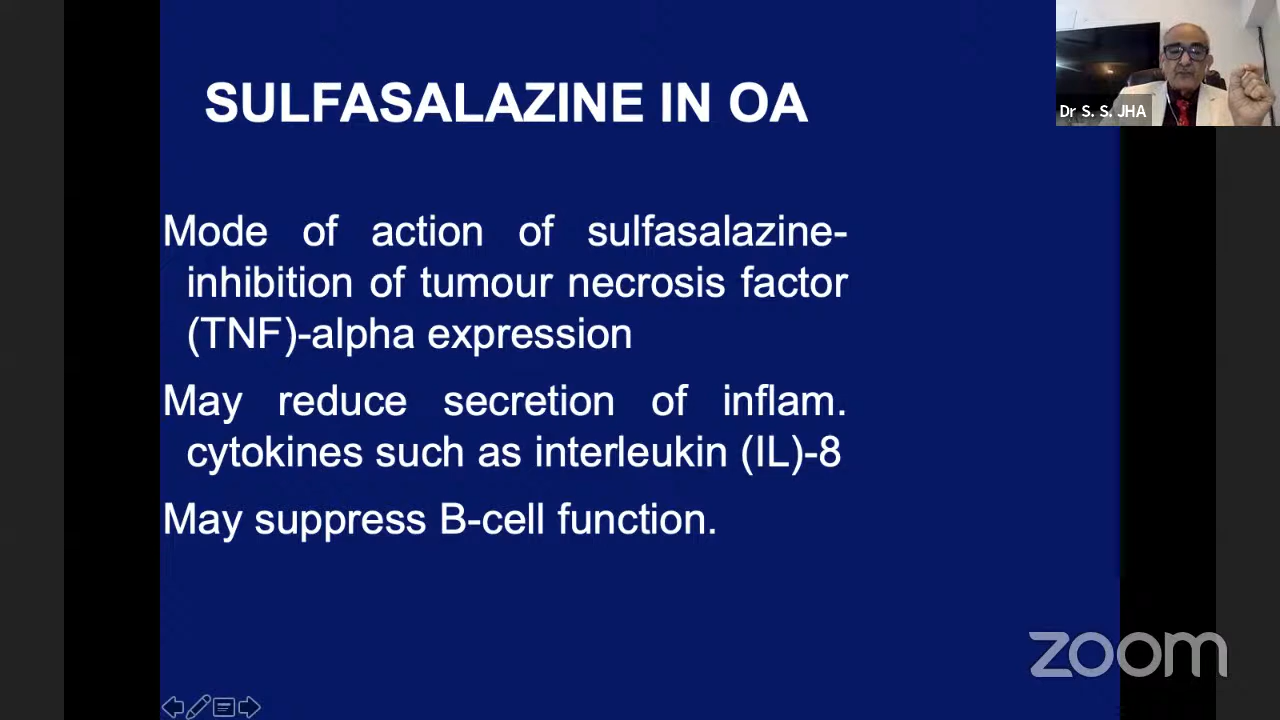 SULFASALAZINE IN OA
Dr S. S. JHA
Mode of action of sulfasalazine-
inhibition of tumour necrosis factor
(TNF)-alpha expression
May reduce secretion of inflam.
cytokines such as interleukin (IL)-8
May suppress B-cell function.
zoom